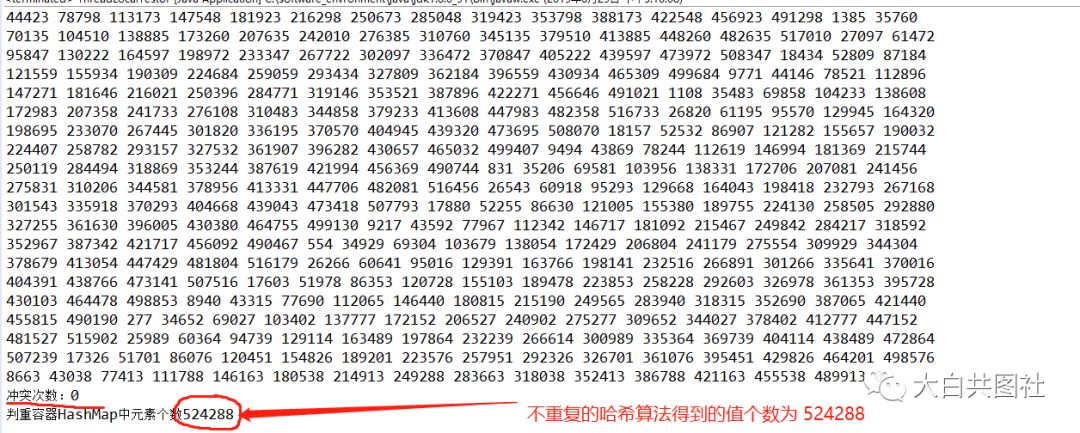 44423 78798 113173 147548 181923 216298 250673 285048 319423 353798 388173 422548 456923 491298 1385 35760
70135 104510 138885 173260 207635 242010 276385 310760 345135 379510 413885 448260 482635 517010 27097 61472
95847 130222 164597 198972 233347 267722 302097 336472 370847 405222 439597 473972 508347 18434 52809 87184
121559 155934 190309 224684 259059 293434 327809 362184 396559 430934 465309 499684 9771 44146 78521 112896
147271 181646 216021 250396 284771 319146 353521 387896 422271 456646 491021 1108 35483 69858 104233 138608
172983 207358 241733 276108 310483 344858 379233 413608 447983 482358 516733 26820 61195 95570 129945 164320
198695 233070 267445 301820 336195 370570 404945 439320 473695 508070 18157 52532 86907 121282 155657 190032
224407 258782 293157 327532 361907 396282 430657 465032 499407 9494 43869 78244 112619 146994 181369 215744
250119 284494 318869 353244 387619 421994 456369 490744 831 35206 69581 103956 138331 172706 207081 241456
275831 310206 344581 378956 413331 447706 482081 516456 26543 60918 95293 129668 164043 198418 232793 267168
301543 335918 370293 404668 439043 473418 507793 17880 52255 86630 121005 155380 189755 224130 258505 292880
327255 361630 396005 430380 464755 499130 9217 43592 77967 112342 146717 181092 215467 249842 284217 318592
352967 387342 421717 456092 490467 554 34929 69304 103679 138054 172429 206804 241179 275554 309929 344304
378679 413054 447429 481804 516179 26266 60641 95016 129391 163766 198141 232516 266891 301266 335641 370016
404391 438766 473141 507516 17603 51978 86353 120728 155103 189478 223853 258228 292603 326978 361353 395728
430103 464478 498853 8940 43315 77690 112065 146440 180815 215190 249565 283940 318315 352690 387065 421440
455815 490190 277 34652 69027 103402 137777 172152 206527 240902 275277 309652 344027 378402 412777 447152
481527 515902 25989 60364 94739 129114 163489 197864 232239 266614 300989 335364 369739 404114 438489 472864
507239 17326 51701 86076 120451 154826 189201 223576 257951 292326 326701 361076 395451 429826 464201 498576
8663 43038 77413 111788 146163 180538 214913 249288 283663 318038 352413 386788 421163 455538 489913
大白共图社
冲突次数：0
判重容器HashMap中元素个数524288
不重复的哈希算法得到的值个数为 524288